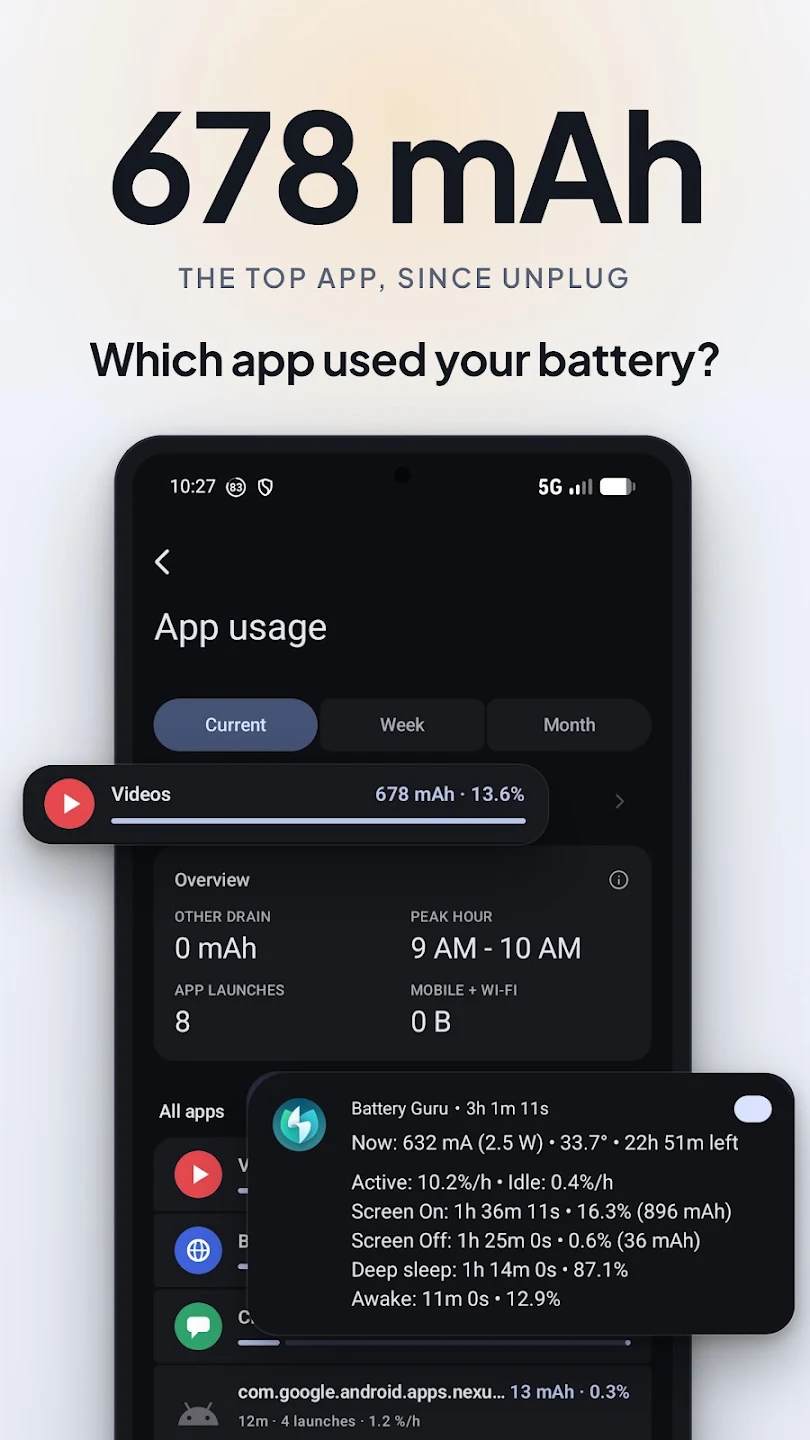 678 mAh
THE TOP APP, SINCE UNPLUG
Which app used your battery?
10:27 83 5G
App usage
Current Week Month
Videos 678 mAh · 13.6%
Overview
OTHER DRAIN PEAK HOUR
0 mAh 9 AM - 10 AM
APP LAUNCHES MOBILE + WI-FI
8 0 B
All apps
Battery Guru • 3h 1m 11s
Now: 632 mA (2.5 W) • 33.7° • 22h 51m left
Active: 10.2%/h • Idle: 0.4%/h
Screen On: 1h 36m 11s • 16.3% (896 mAh)
Screen Off: 1h 25m 0s • 0.6% (36 mAh)
Deep sleep: 1h 14m 0s • 87.1%
Awake: 11m 0s • 12.9%
com.google.android.apps.nexu... 13 mAh · 0.3%
12m · 4 launches · 1.2 %/h